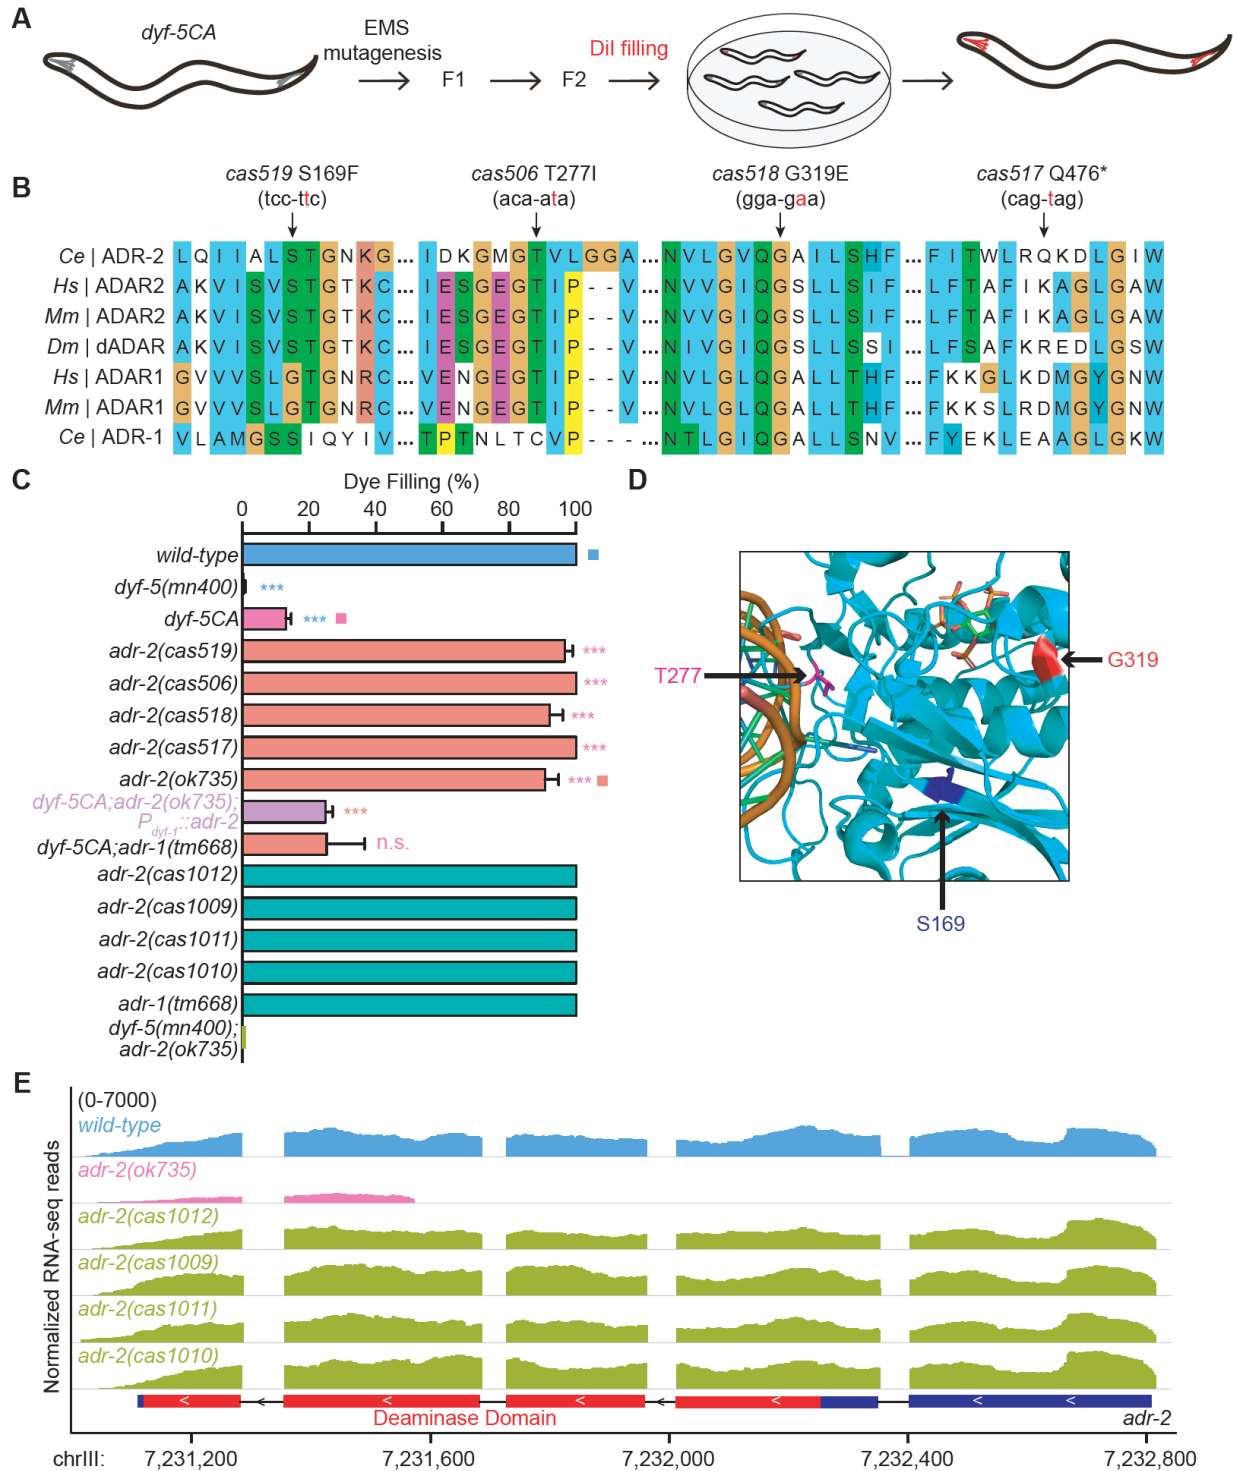 A
dyf-5CA
EMS
mutagenesis
F1
F2
DiI filling
B
cas519 S169F
(tcc-ttc)
cas506 T277I
(aca-ata)
cas518 G319E
(gga-gaa)
cas517 Q476*
(cag-tag)
Ce | ADR-2 L Q I I A L S T G N K G ... I D K G M G T V L G G A ... N V L G V Q G A I L S H F ... F I T W L R Q K D L G I W
Hs | ADAR2 A K V I S V S T G T K C ... I E S G E G T I P - - V ... N V V G I Q G S L L S I F ... L F T A F I K A G L G A W
Mm | ADAR2 A K V I S V S T G T K C ... I E S G E G T I P - - V ... N V V G I Q G S L L S I F ... L F T A F I K A G L G A W
Dm | dADAR A K V I S V S T G T K C ... I E S G E G T I P - - V ... N I V G I Q G S L L S S I ... L F S A F K R E D L G S W
Hs | ADAR1 G V V V S L G T G N R C ... V E N G E G T I P - - V ... N V L G L Q G A L L T H F ... F K K G L K D M G Y G N W
Mm | ADAR1 G V V V S L G T G N R C ... V E N G E G T I P - - V ... N V L G L Q G A L L T H F ... F K K S L R D M G Y G N W
Ce | ADR-1 V L A M G S S I Q Y I V ... T P T N L T C V P - - - ... N T L G I Q G A L L S N V ... F Y E K L E A A G L G K W
C
Dye Filling (%)
0 20 40 60 80 100
wild-type
dyf-5(mn400) ***
dyf-5CA ***
adr-2(cas519) ***
adr-2(cas506) ***
adr-2(cas518) ***
adr-2(cas517) ***
adr-2(ok735) ***
dyf-5CA;adr-2(ok735);
Pdyf-1::adr-2 ***
dyf-5CA;adr-1(tm668) n.s.
adr-2(cas1012)
adr-2(cas1009)
adr-2(cas1011)
adr-2(cas1010)
adr-1(tm668)
dyf-5(mn400);
adr-2(ok735)
D
T277
G319
S169
E
Normalized RNA-seq reads
(0-7000)
wild-type
adr-2(ok735)
adr-2(cas1012)
adr-2(cas1009)
adr-2(cas1011)
adr-2(cas1010)
Deaminase Domain
adr-2
chrIII: 7,231,200 7,231,600 7,232,000 7,232,400 7,232,800